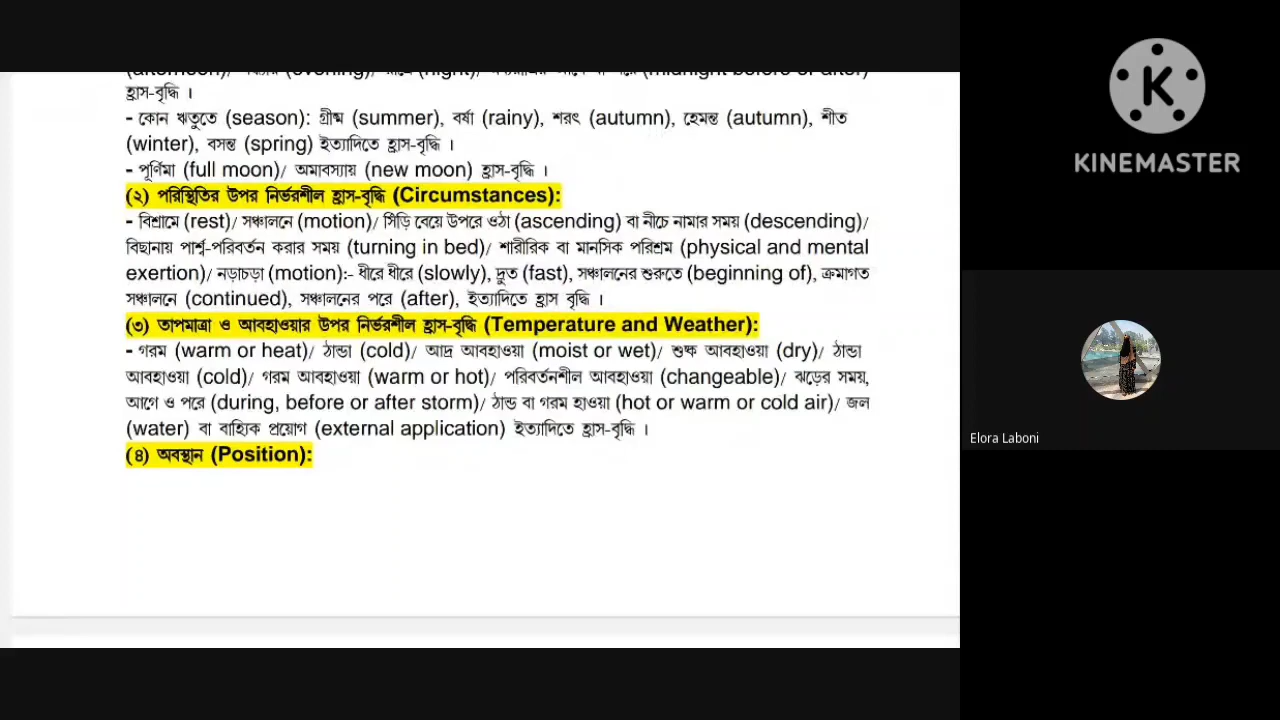 হ্রাস-বৃদ্ধি ।
- কোন ঋতুতে (season): গ্রীষ্ম (summer), বর্ষা (rainy), শরৎ (autumn), হেমন্ত (autumn), শীত
(winter), বসন্ত (spring) ইত্যাদিতে হ্রাস-বৃদ্ধি ।
- পূর্ণিমা (full moon)/ অমাবস্যায় (new moon) হ্রাস-বৃদ্ধি ।
(২) পরিস্থিতির উপর নির্ভরশীল হ্রাস-বৃদ্ধি (Circumstances):
- বিশ্রামে (rest)/ সঞ্চালনে (motion)/ সিঁড়ি বেয়ে উপরে ওঠা (ascending) বা নীচে নামার সময় (descending)/
বিছানায় পার্শ্ব-পরিবর্তন করার সময় (turning in bed)/ শারীরিক বা মানসিক পরিশ্রম (physical and mental
exertion)/ নড়াচড়া (motion):- ধীরে ধীরে (slowly), দ্রুত (fast), সঞ্চালনের শুরুতে (beginning of), ক্রমাগত
সঞ্চালনে (continued), সঞ্চালনের পরে (after), ইত্যাদিতে হ্রাস বৃদ্ধি ।
(৩) তাপমাত্রা ও আবহাওয়ার উপর নির্ভরশীল হ্রাস-বৃদ্ধি (Temperature and Weather):
- গরম (warm or heat)/ ঠান্ডা (cold)/ আদ্র আবহাওয়া (moist or wet)/ শুষ্ক আবহাওয়া (dry)/ ঠান্ডা
আবহাওয়া (cold)/ গরম আবহাওয়া (warm or hot)/ পরিবর্তনশীল আবহাওয়া (changeable)/ ঝড়ের সময়,
আগে ও পরে (during, before or after storm)/ ঠান্ড বা গরম হাওয়া (hot or warm or cold air)/ জল
(water) বা বাহ্যিক প্রয়োগ (external application) ইত্যাদিতে হ্রাস-বৃদ্ধি ।
(৪) অবস্থান (Position):
K
KINEMASTER
Elora Laboni